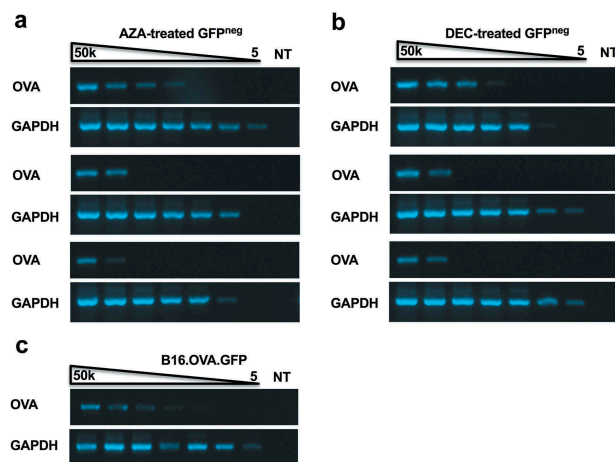 a
AZA-treated GFPneg
50k 5 NT
OVA
GAPDH
OVA
GAPDH
OVA
GAPDH
b
DEC-treated GFPneg
50k 5 NT
OVA
GAPDH
OVA
GAPDH
OVA
GAPDH
c
B16.OVA.GFP
50k 5 NT
OVA
GAPDH